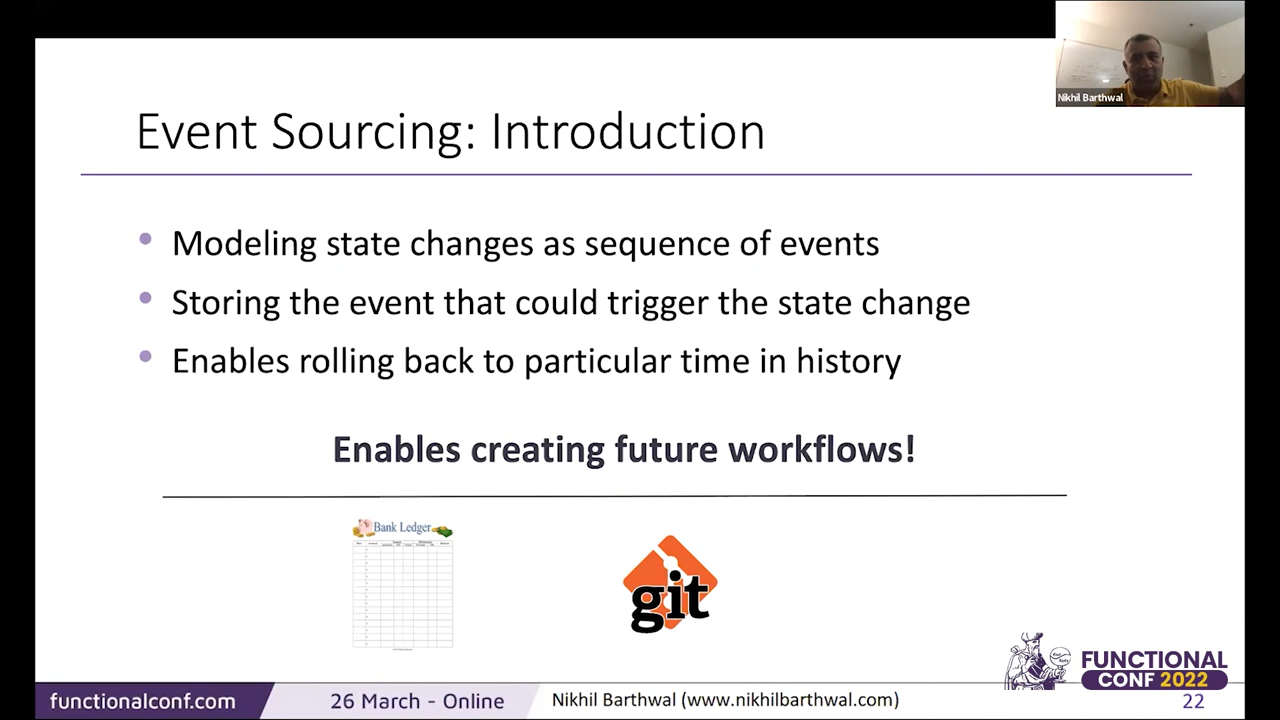 Nikhil Barthwal
Event Sourcing: Introduction
Modeling state changes as sequence of events
Storing the event that could trigger the state change
Enables rolling back to particular time in history
Enables creating future workflows!
Bank Ledger
git
FUNCTIONAL
CONF 2022
functionalconf.com
26 March - Online
Nikhil Barthwal (www.nikhilbarthwal.com)
22